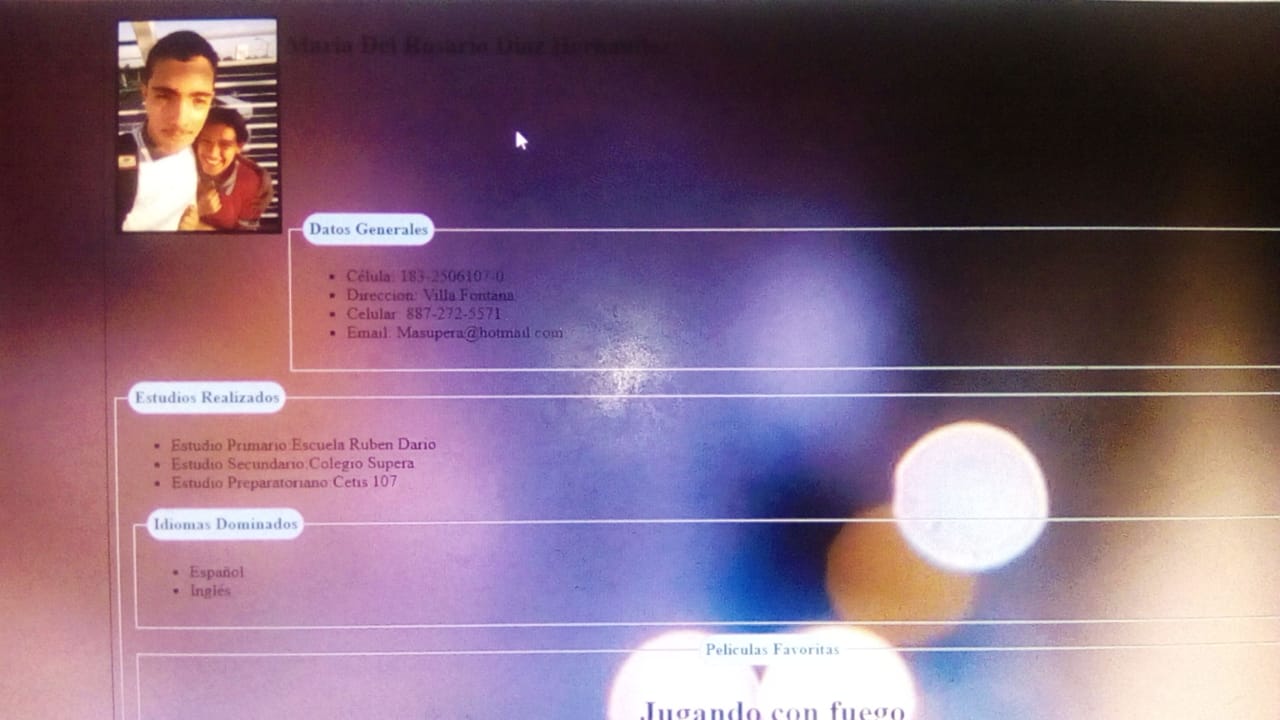 Maria Del Rosario Diaz Hernandez
Datos Generales
Célula: 183-2506107-0
Direccion: Villa Fontana
Celular: 887-272-5571
Email: Masupera@hotmail.com
Estudios Realizados
Estudio Primario:Escuela Ruben Dario
Estudio Secundario:Colegio Supera
Estudio Preparatoriano:Cetis 107
Idiomas Dominados
Español
Inglés
Peliculas Favoritas
Jugando con fuego